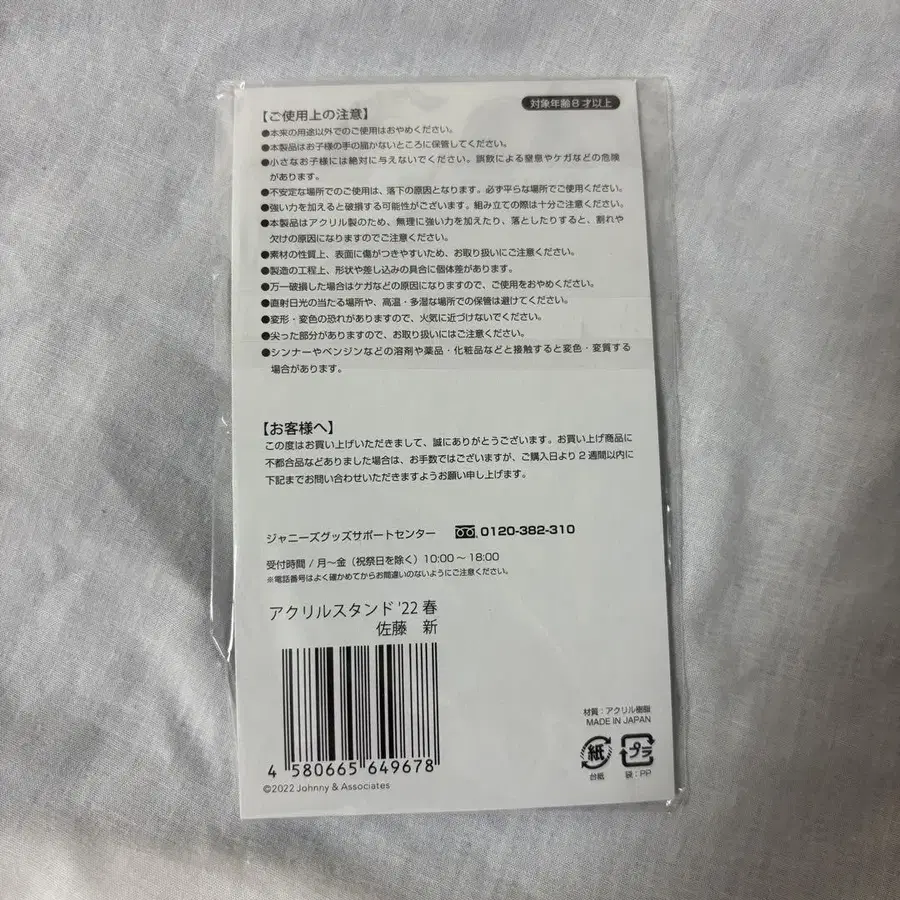 対象年齢8才以上
【ご使用上の注意】
●本来の用途以外でのご使用はおやめください。
●本製品はお子様の手の届かないところに保管してください。
●小さなお子様には絶対に与えないでください。誤飲による窒息やケガなどの危険
があります。
●不安定な場所でのご使用は、落下の原因となります。必ず平らな場所でご使用ください。
●強い力を加えると破損する可能性がございます。組み立ての際は十分ご注意ください。
●本製品はアクリル製のため、無理に強い力を加えたり、落としたりすると、割れや
欠けの原因になりますのでご注意ください。
●素材の性質上、表面に傷がつきやすいため、お取り扱いにご注意ください。
●製造の工程上、形状や差し込みの具合に個体差があります。
●万一破損した場合はケガなどの原因になりますので、ご使用をおやめください。
●直射日光の当たる場所や、高温・多湿な場所での保管は避けてください。
●変形・変色の恐れがありますので、火気に近づけないでください。
●尖った部分がありますので、お取り扱いにはご注意ください。
●シンナーやベンジンなどの溶剤や薬品・化粧品などと接触すると変色・変質する
場合があります。
【お客様へ】
この度はお買い上げいただきまして、誠にありがとうございます。お買い上げ商品に
不都合品などありました場合は、お手数ではございますが、ご購入日より2週間以内に
下記までお問い合わせいただきますようお願い申し上げます。
ジャニーズグッズサポートセンター 0120-382-310
受付時間 / 月〜金（祝祭日を除く）10:00〜18:00
※電話番号はよく確かめてからお間違いのないようにご注意ください。
アクリルスタンド '22 春
佐藤 新
4 580665 649678
©2022 Johnny & Associates
材質：アクリル樹脂
MADE IN JAPAN
紙 プラ
台紙 袋：PP